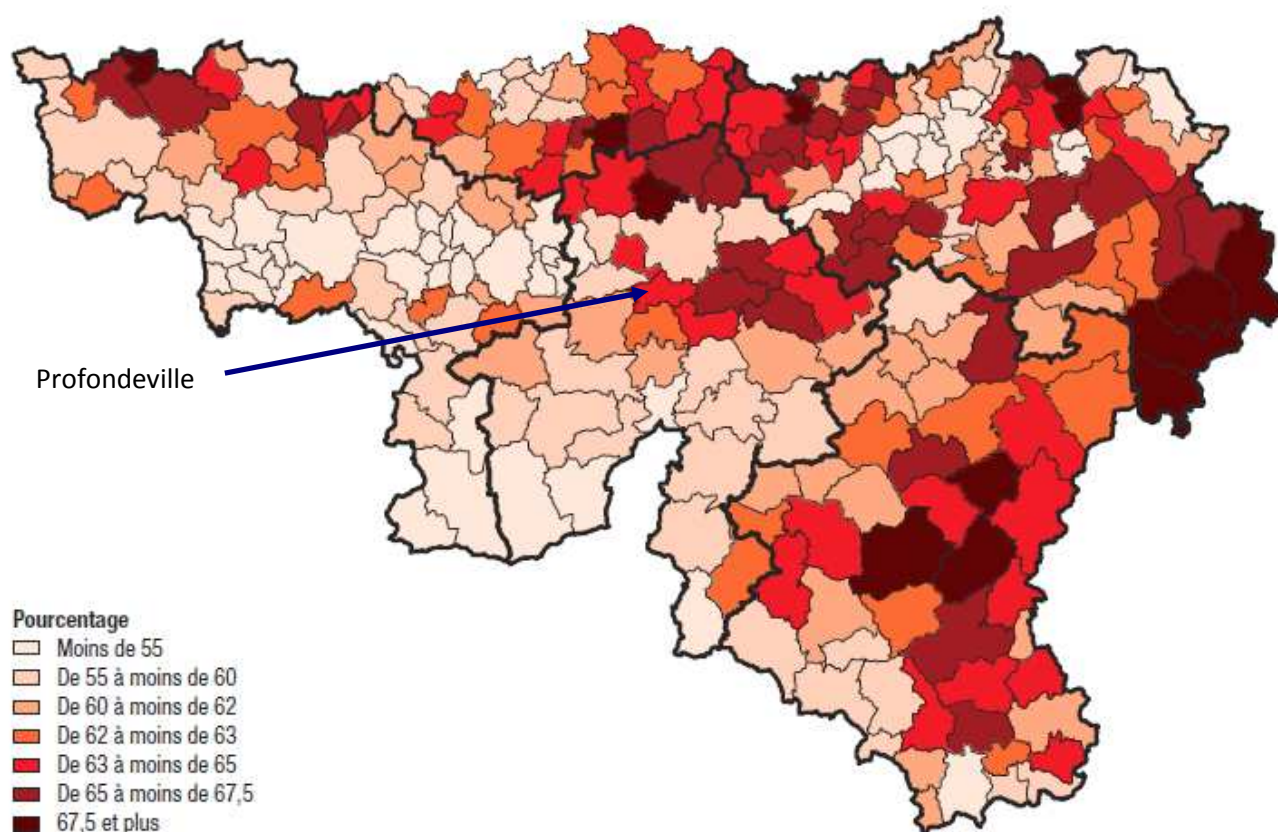 Profondeville
Pourcentage
Moins de 55
De 55 à moins de 60
De 60 à moins de 62
De 62 à moins de 63
De 63 à moins de 65
De 65 à moins de 67,5
67,5 et plus